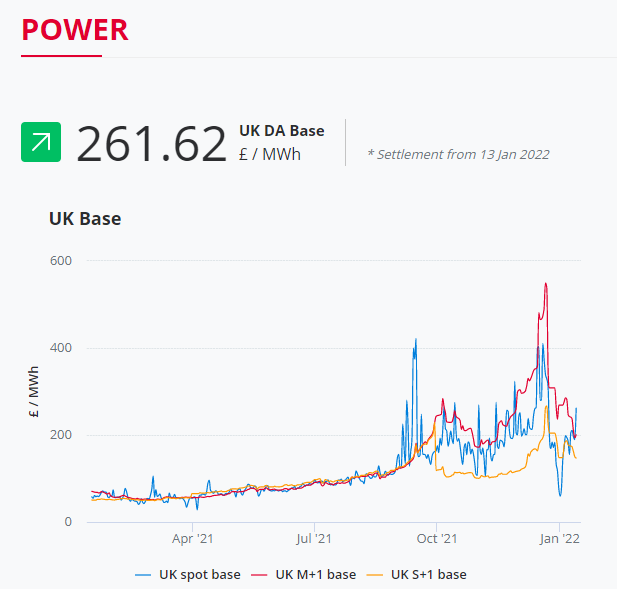 POWER
261.62
UK DA Base
£ / MWh
* Settlement from 13 Jan 2022
UK Base
600
400
200
0
£ / MWh
Apr '21
Jul '21
Oct '21
Jan '22
UK spot base
UK M+1 base
UK S+1 base